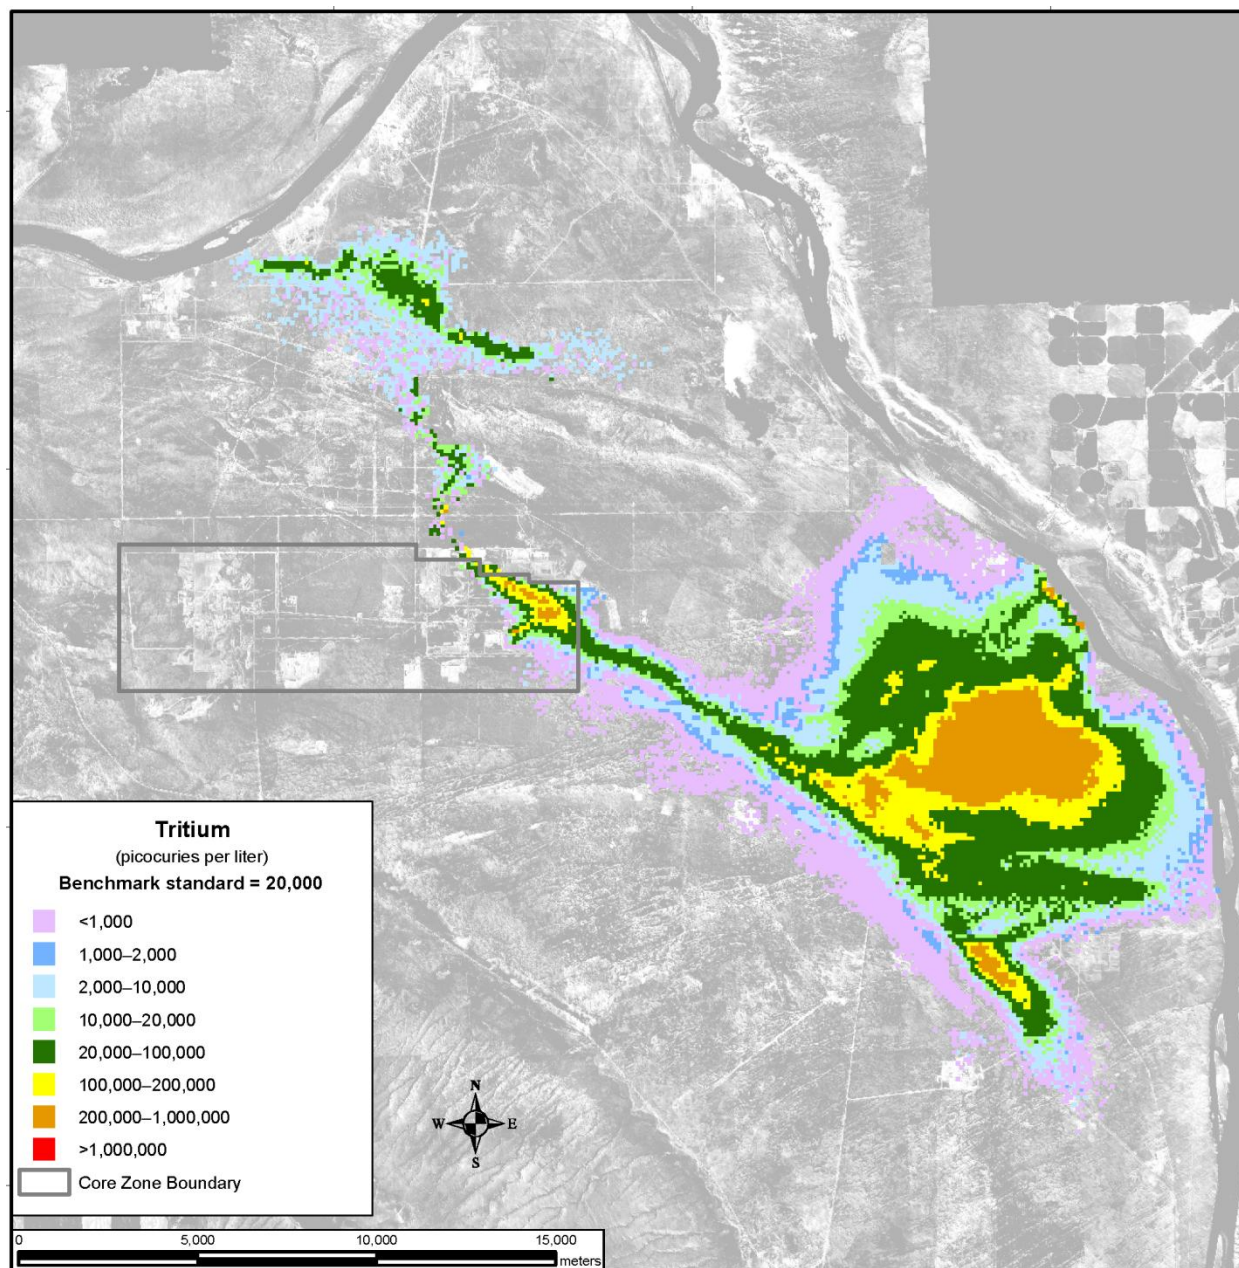 Tritium
(picocuries per liter)
Benchmark standard = 20,000
<1,000
1,000–2,000
2,000–10,000
10,000–20,000
20,000–100,000
100,000–200,000
200,000–1,000,000
>1,000,000
Core Zone Boundary
N
W E
S
0 5,000 10,000 15,000
meters